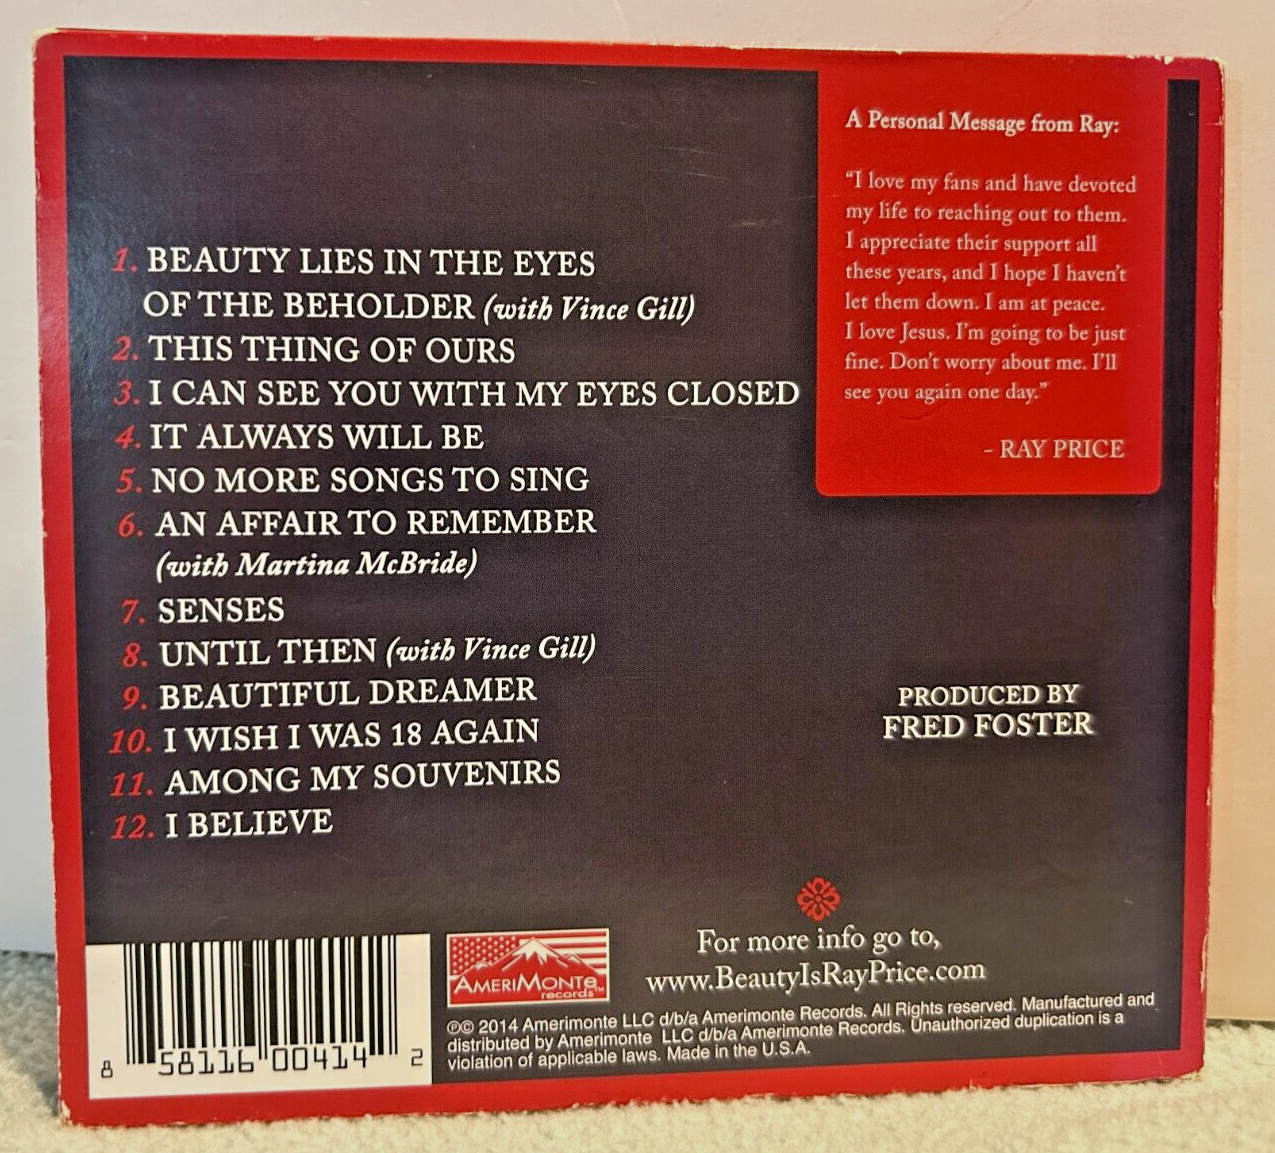 1. BEAUTY LIES IN THE EYES
OF THE BEHOLDER (with Vince Gill)
2. THIS THING OF OURS
3. I CAN SEE YOU WITH MY EYES CLOSED
4. IT ALWAYS WILL BE
5. NO MORE SONGS TO SING
6. AN AFFAIR TO REMEMBER
(with Martina McBride)
7. SENSES
8. UNTIL THEN (with Vince Gill)
9. BEAUTIFUL DREAMER
10. I WISH I WAS 18 AGAIN
11. AMONG MY SOUVENIRS
12. I BELIEVE
A Personal Message from Ray:
“I love my fans and have devoted
my life to reaching out to them.
I appreciate their support all
these years, and I hope I haven’t
let them down. I am at peace.
I love Jesus. I’m going to be just
fine. Don’t worry about me. I’ll
see you again one day.”
- RAY PRICE
PRODUCED BY
FRED FOSTER
8 58116 00414 2
AMERIMONTE™
records
For more info go to,
www.BeautyIsRayPrice.com
℗© 2014 Amerimonte LLC d/b/a Amerimonte Records. All Rights reserved. Manufactured and
distributed by Amerimonte LLC d/b/a Amerimonte Records. Unauthorized duplication is a
violation of applicable laws. Made in the U.S.A.